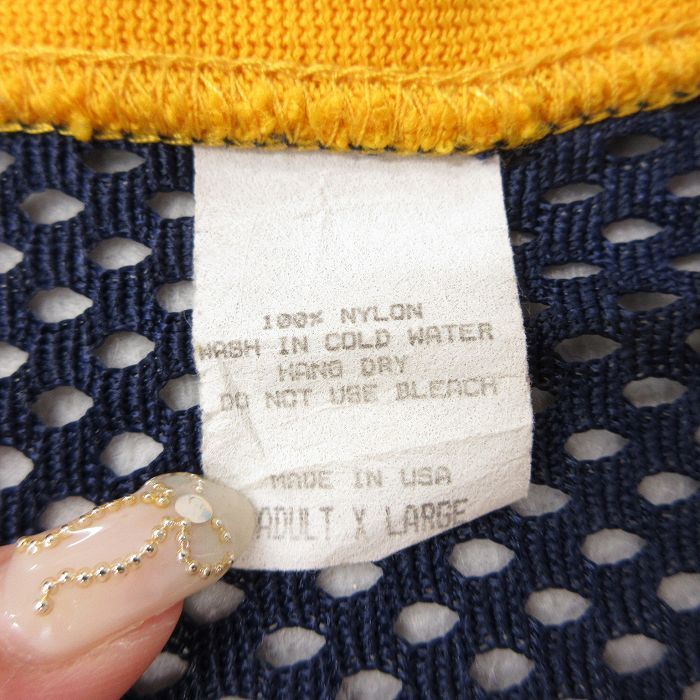 100% NYLON
WASH IN COLD WATER
HANG DRY
DO NOT USE BLEACH
MADE IN USA
ADULT X LARGE